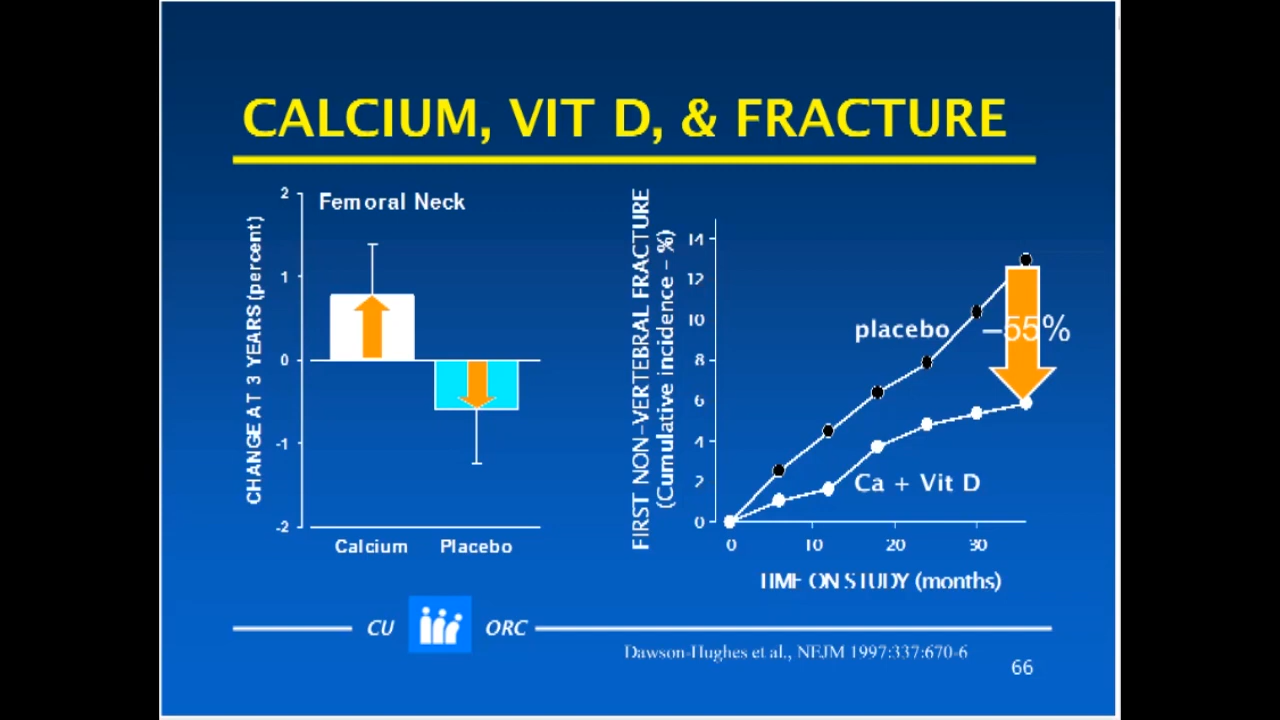 CALCIUM, VIT D, & FRACTURE
Femoral Neck
CHANGE AT 3 YEARS (percent)
2
1
0
-1
-2
Calcium
Placebo
FIRST NON-VERTEBRAL FRACTURE
(Cumulative incidence - %)
14
12
10
8
6
4
2
0
placebo
–55%
Ca + Vit D
0
10
20
30
TIME ON STUDY (months)
CU
ORC
Dawson-Hughes et al., NEJM 1997:337:670-6
66